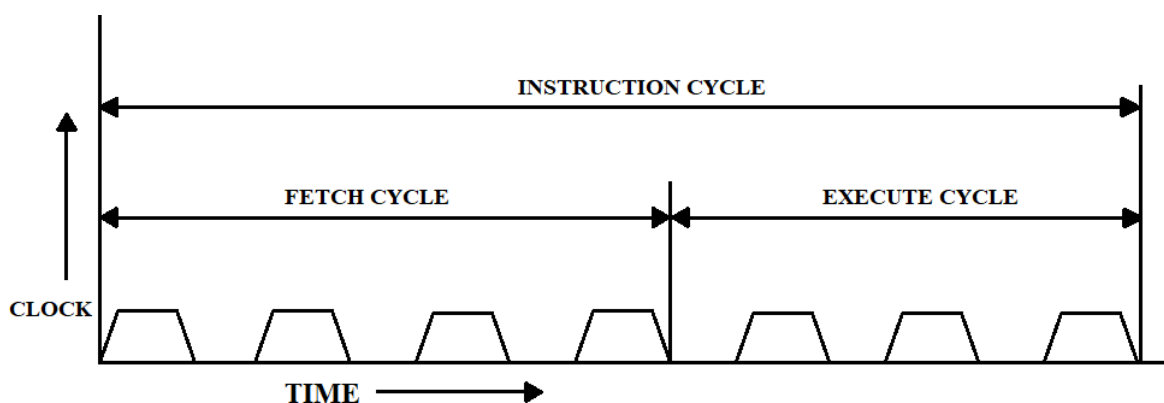 INSTRUCTION CYCLE
FETCH CYCLE
EXECUTE CYCLE
CLOCK
TIME